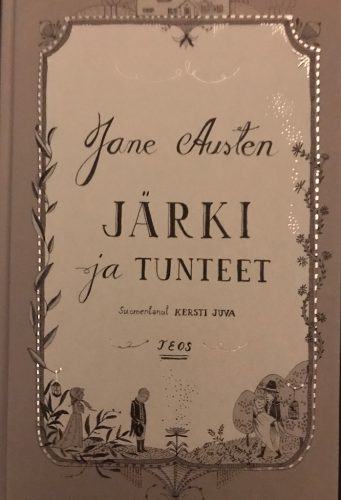 Jane Austen
JÄRKI
ja TUNTEET
Suomentanut KERSTI JUVA
TEOS